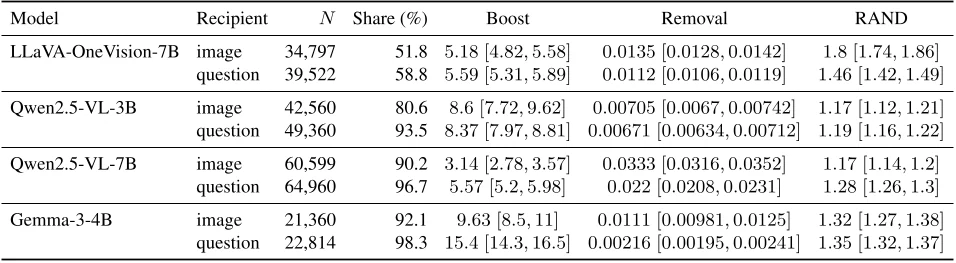 Model Recipient N Share (%) Boost Removal RAND
LLaVA-OneVision-7B image 34,797 51.8 5.18 [4.82, 5.58] 0.0135 [0.0128, 0.0142] 1.8 [1.74, 1.86]
question 39,522 58.8 5.59 [5.31, 5.89] 0.0112 [0.0106, 0.0119] 1.46 [1.42, 1.49]
Qwen2.5-VL-3B image 42,560 80.6 8.6 [7.72, 9.62] 0.00705 [0.0067, 0.00742] 1.17 [1.12, 1.21]
question 49,360 93.5 8.37 [7.97, 8.81] 0.00671 [0.00634, 0.00712] 1.19 [1.16, 1.22]
Qwen2.5-VL-7B image 60,599 90.2 3.14 [2.78, 3.57] 0.0333 [0.0316, 0.0352] 1.17 [1.14, 1.2]
question 64,960 96.7 5.57 [5.2, 5.98] 0.022 [0.0208, 0.0231] 1.28 [1.26, 1.3]
Gemma-3-4B image 21,360 92.1 9.63 [8.5, 11] 0.0111 [0.00981, 0.0125] 1.32 [1.27, 1.38]
question 22,814 98.3 15.4 [14.3, 16.5] 0.00216 [0.00195, 0.00241] 1.35 [1.32, 1.37]